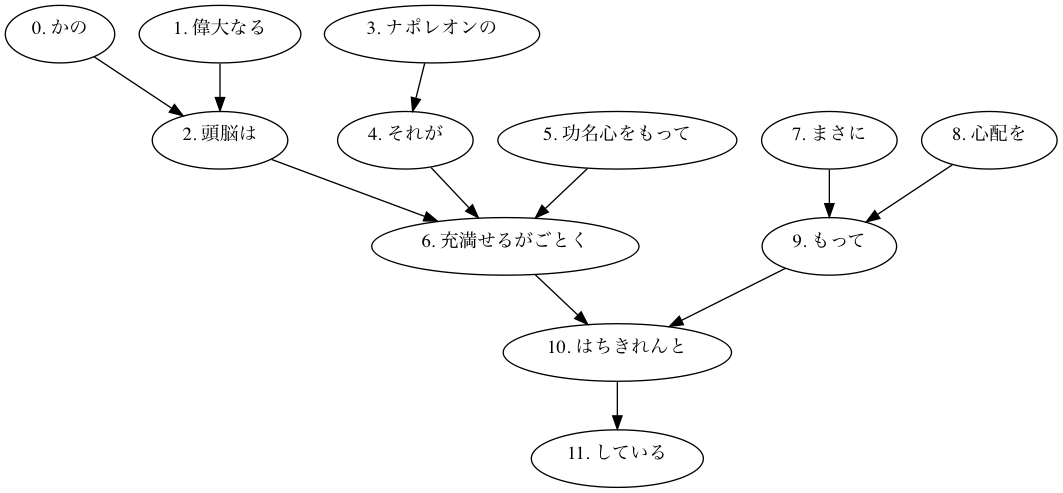 0. かの
1. 偉大なる
3. ナポレオンの
2. 頭脳は
4. それが
5. 功名心をもって
7. まさに
8. 心配を
6. 充満せるがごとく
9. もって
10. はちきれんと
11. している